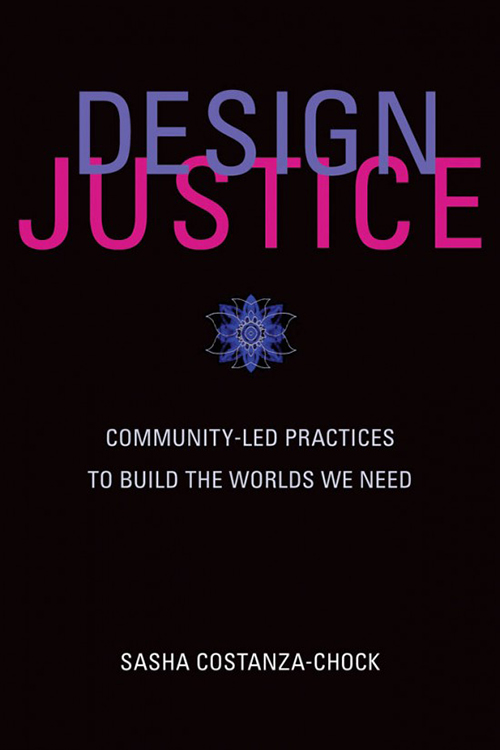 DESIGN
JUSTICE
COMMUNITY-LED PRACTICES
TO BUILD THE WORLDS WE NEED
SASHA COSTANZA-CHOCK